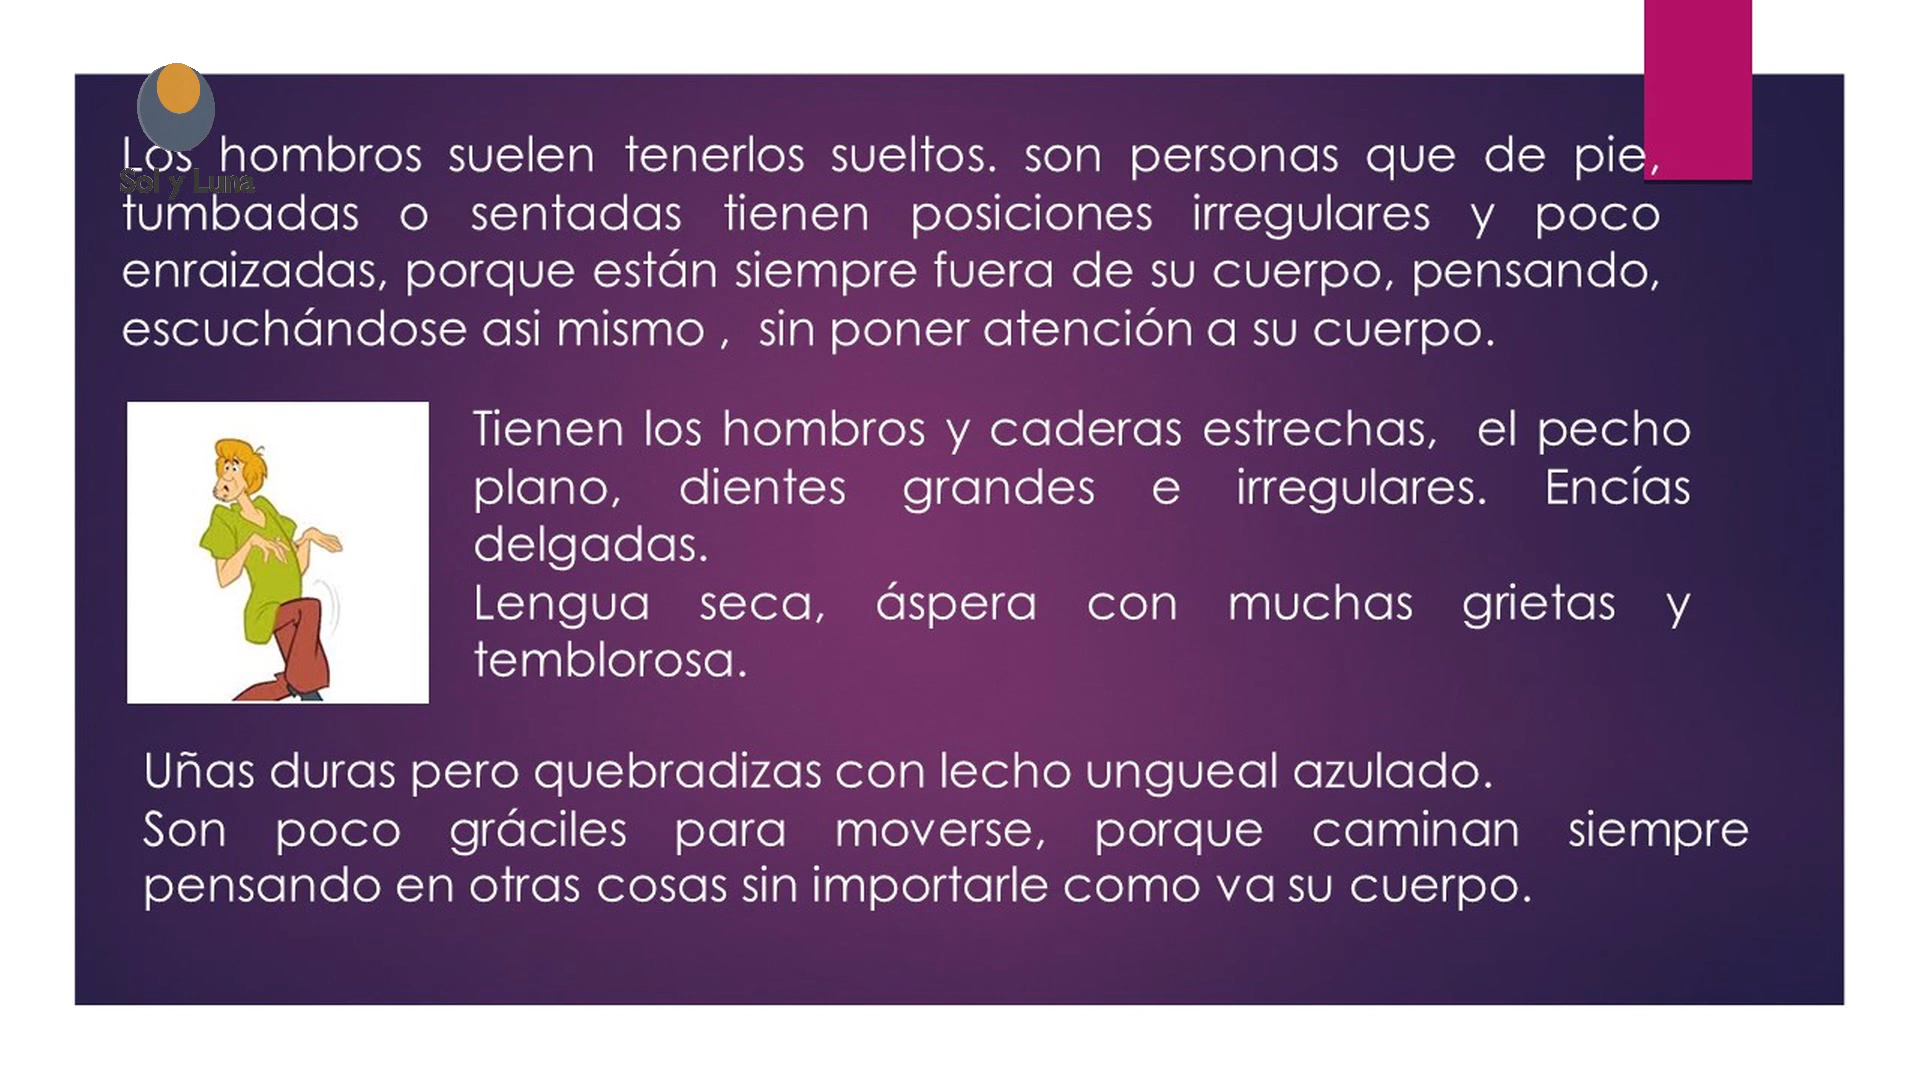 Los hombros suelen tenerlos sueltos. son personas que de pie,
Sol y Luna
tumbadas o sentadas tienen posiciones irregulares y poco
enraizadas, porque están siempre fuera de su cuerpo, pensando,
escuchándose asi mismo , sin poner atención a su cuerpo.
Tienen los hombros y caderas estrechas, el pecho
plano, dientes grandes e irregulares. Encías
delgadas.
Lengua seca, áspera con muchas grietas y
temblorosa.
Uñas duras pero quebradizas con lecho ungueal azulado.
Son poco gráciles para moverse, porque caminan siempre
pensando en otras cosas sin importarle como va su cuerpo.